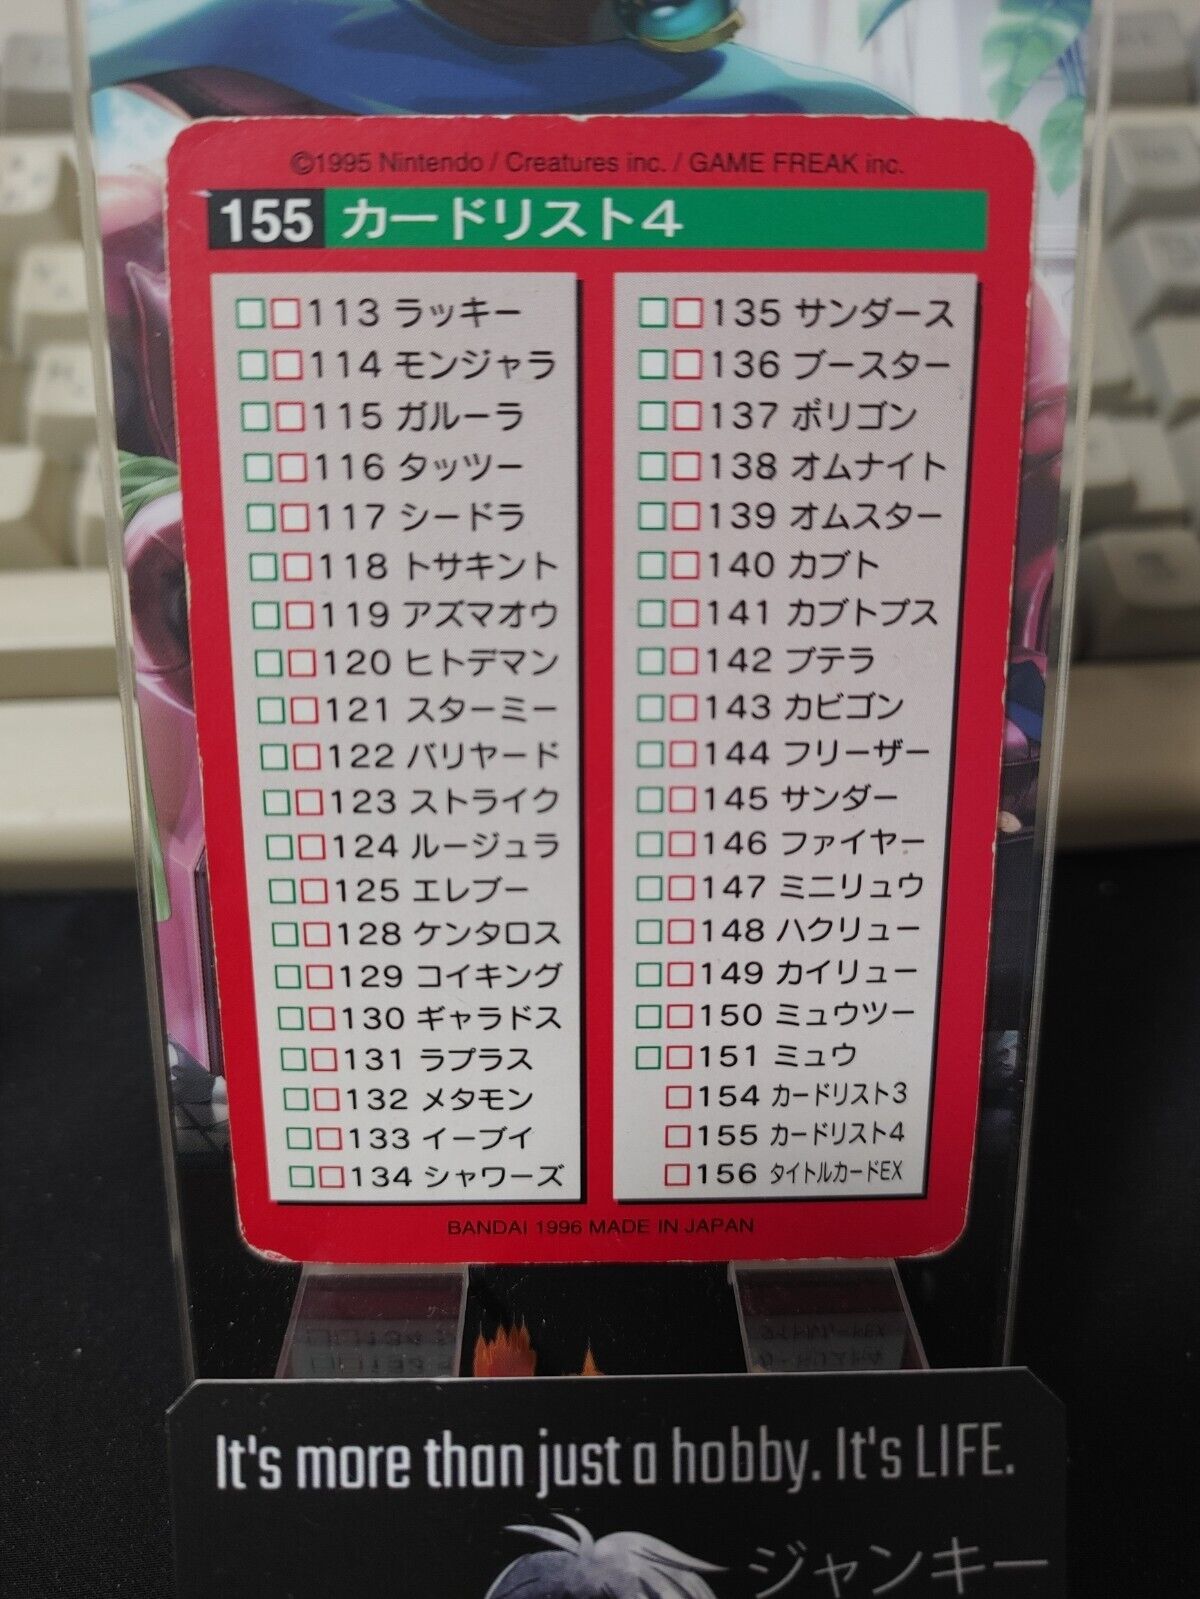 ©1995 Nintendo / Creatures inc. / GAME FREAK inc.
155 カードリスト4
113 ラッキー
114 モンジャラ
115 ガルーラ
116 タッツー
117 シードラ
118 トサキント
119 アズマオウ
120 ヒトデマン
121 スターミー
122 バリヤード
123 ストライク
124 ルージュラ
125 エレブー
128 ケンタロス
129 コイキング
130 ギャラドス
131 ラプラス
132 メタモン
133 イーブイ
134 シャワーズ
135 サンダース
136 ブースター
137 ポリゴン
138 オムナイト
139 オムスター
140 カブト
141 カブトプス
142 プテラ
143 カビゴン
144 フリーザー
145 サンダー
146 ファイヤー
147 ミニリュウ
148 ハクリュー
149 カイリュー
150 ミュウツー
151 ミュウ
154 カードリスト3
155 カードリスト4
156 タイトルカードEX
BANDAI 1996 MADE IN JAPAN
It's more than just a hobby. It's LIFE.
ジャンキー